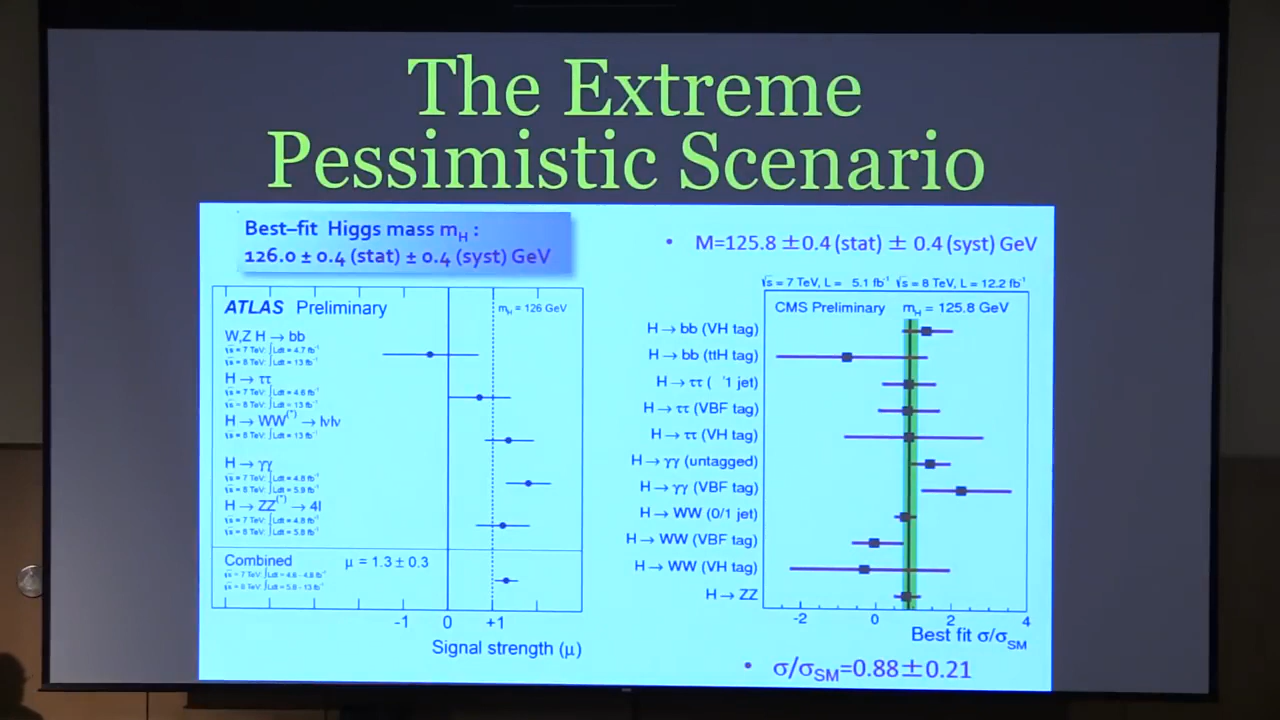 The Extreme
Pessimistic Scenario
Best–fit Higgs mass mH :
126.0 ± 0.4 (stat) ± 0.4 (syst) GeV
ATLAS Preliminary
mH = 126 GeV
W,Z H → bb
√s = 7 TeV: ∫Ldt = 4.7 fb-1
√s = 8 TeV: ∫Ldt = 13 fb-1
H → ττ
√s = 7 TeV: ∫Ldt = 4.6 fb-1
√s = 8 TeV: ∫Ldt = 13 fb-1
H → WW(*) → lνlν
√s = 8 TeV: ∫Ldt = 13 fb-1
H → γγ
√s = 7 TeV: ∫Ldt = 4.8 fb-1
√s = 8 TeV: ∫Ldt = 5.9 fb-1
H → ZZ(*) → 4l
√s = 7 TeV: ∫Ldt = 4.8 fb-1
√s = 8 TeV: ∫Ldt = 5.8 fb-1
Combined
μ = 1.3 ± 0.3
√s = 7 TeV: ∫Ldt = 4.6 - 4.8 fb-1
√s = 8 TeV: ∫Ldt = 5.8 - 13 fb-1
-1 0 +1
Signal strength (μ)
• M=125.8 ±0.4 (stat) ± 0.4 (syst) GeV
√s = 7 TeV, L = 5.1 fb-1 √s = 8 TeV, L = 12.2 fb-1
CMS Preliminary mH = 125.8 GeV
H → bb (VH tag)
H → bb (ttH tag)
H → ττ ( 1 jet)
H → ττ (VBF tag)
H → ττ (VH tag)
H → γγ (untagged)
H → γγ (VBF tag)
H → WW (0/1 jet)
H → WW (VBF tag)
H → WW (VH tag)
H → ZZ
-2 0 2 4
Best fit σ/σSM
• σ/σSM=0.88±0.21